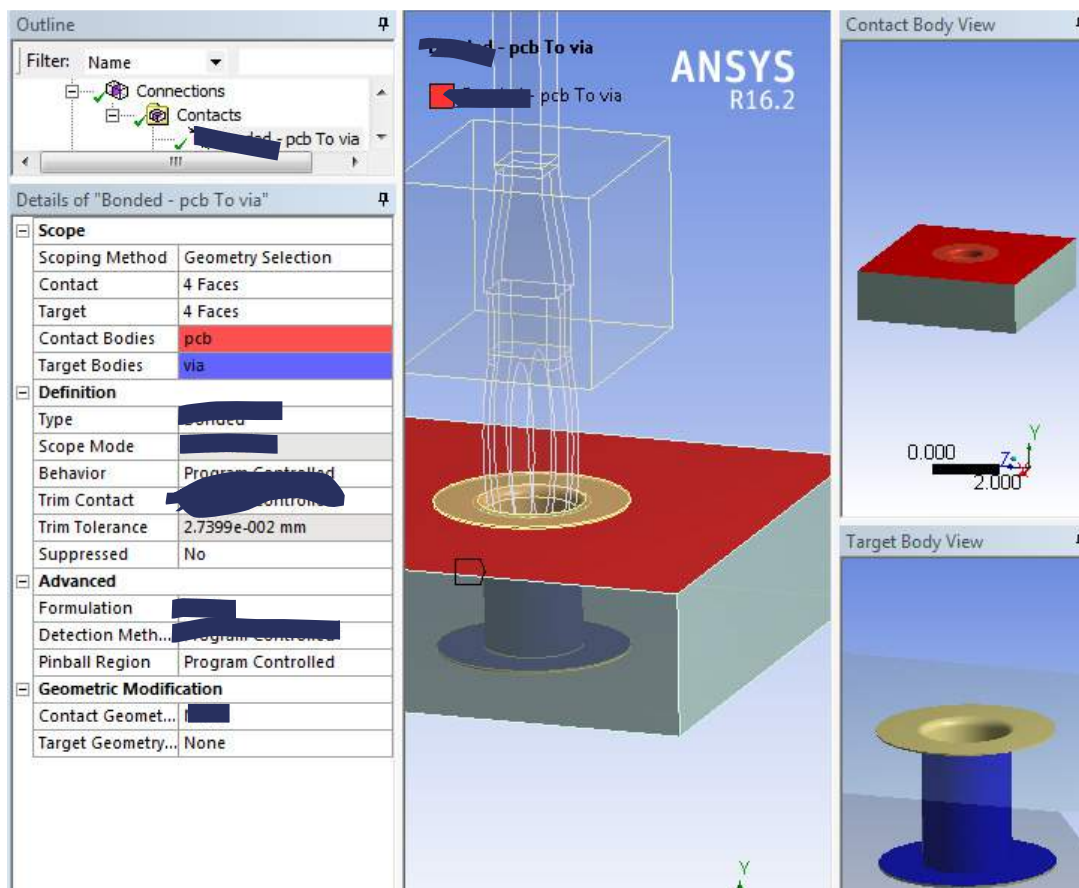 Outline
Filter: Name
Connections
Contacts
- pcb To via
Details of "Bonded - pcb To via"
Scope
Scoping Method Geometry Selection
Contact 4 Faces
Target 4 Faces
Contact Bodies pcb
Target Bodies via
Definition
Type
Scope Mode
Behavior Program Controlled
Trim Contact
Trim Tolerance 2.7399e-002 mm
Suppressed No
Advanced
Formulation
Detection Meth...
Pinball Region Program Controlled
Geometric Modification
Contact Geomet...
Target Geometry... None
- pcb To via
- pcb To via
ANSYS
R16.2
Y
Contact Body View
0.000
2.000
Y
Z
X
Target Body View